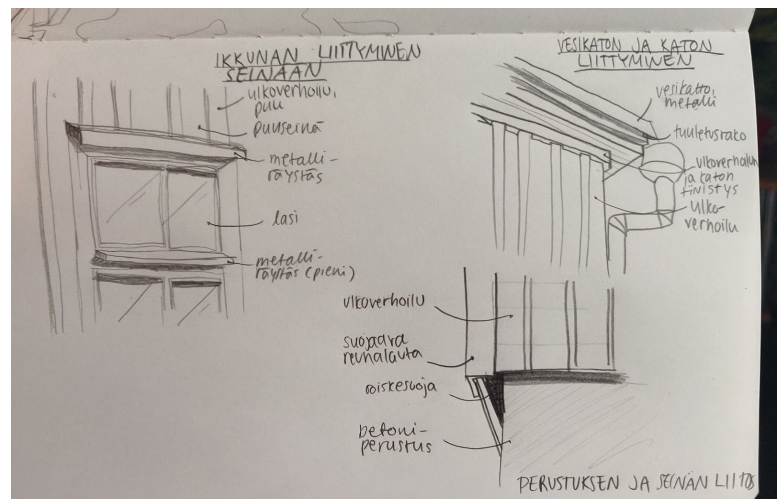 IKKUNAN LIITTYMINEN
SEINÄÄN
ulkoverhoilu,
puu
puuseinä
metalli-
räystäs
lasi
metalli-
räystäs (pieni)
VESIKATON JA KATON
LIITTYMINEN
vesikatto,
metalli
tuuletusrako
ulkoverhoilun
ja katon
tiivistys
ulko-
verhoilu
ulkoverhoilu
suojaava
reunalauta
roiskesuoja
betoni-
perustus
PERUSTUKSEN JA SEINÄN